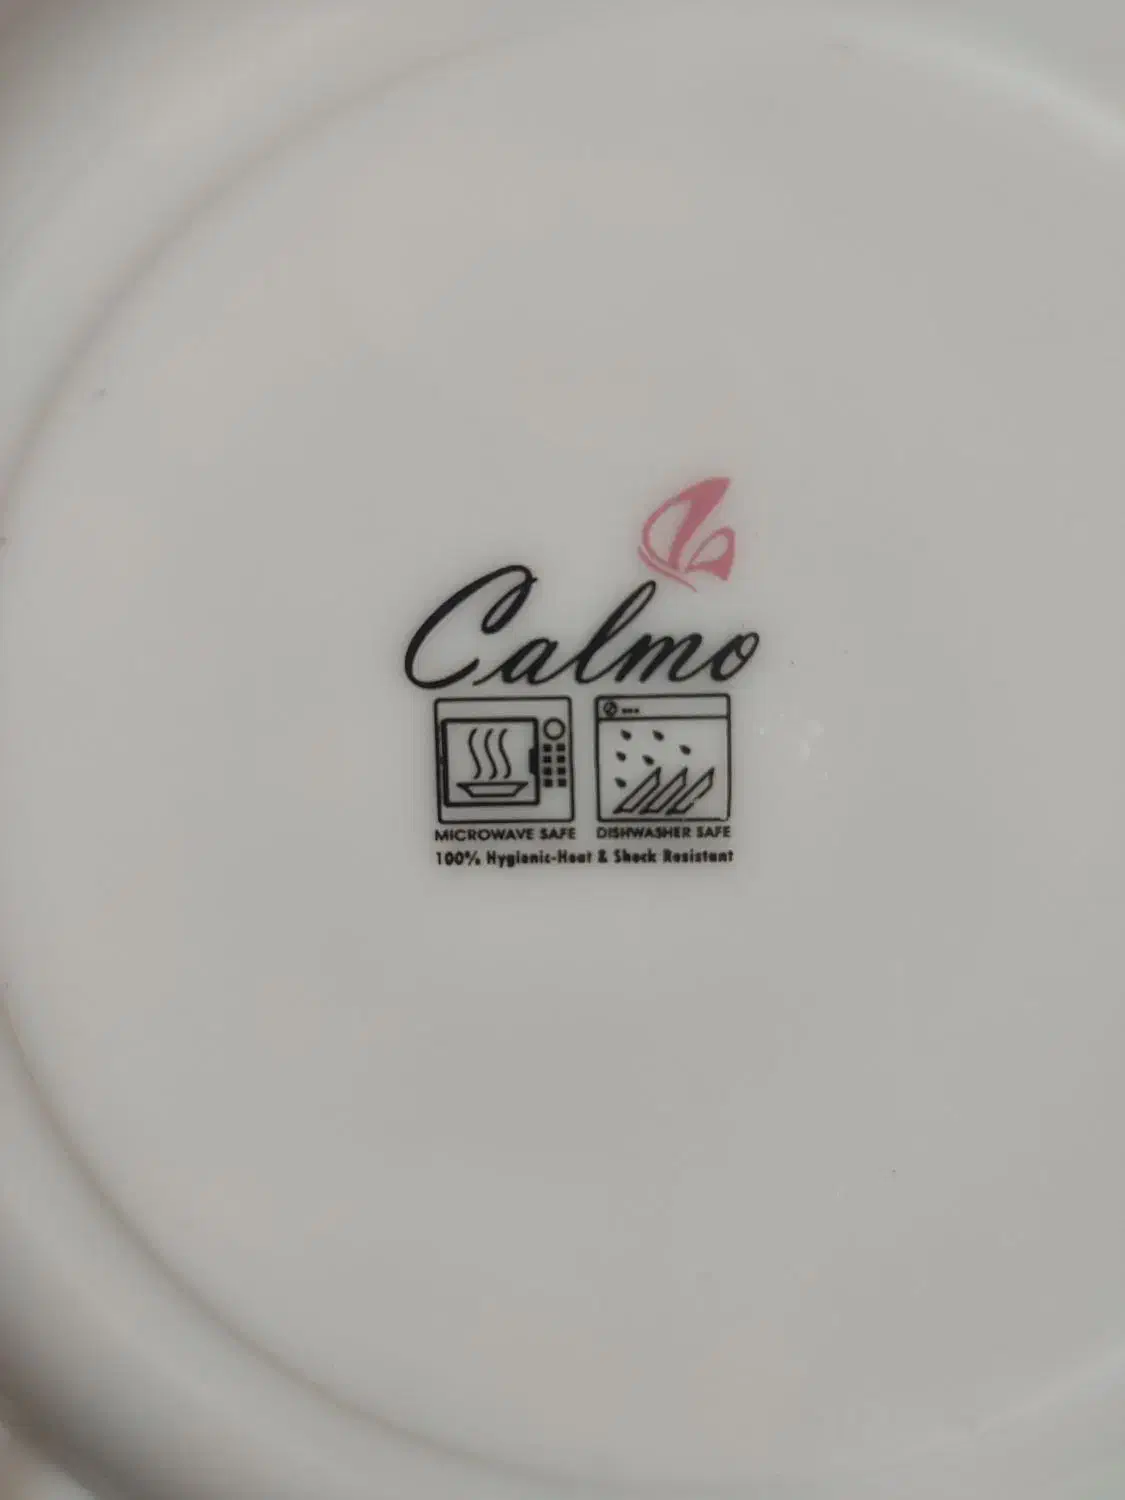 Calmo
MICROWAVE SAFE DISHWASHER SAFE
100% Hygienic-Heat & Shock Resistant